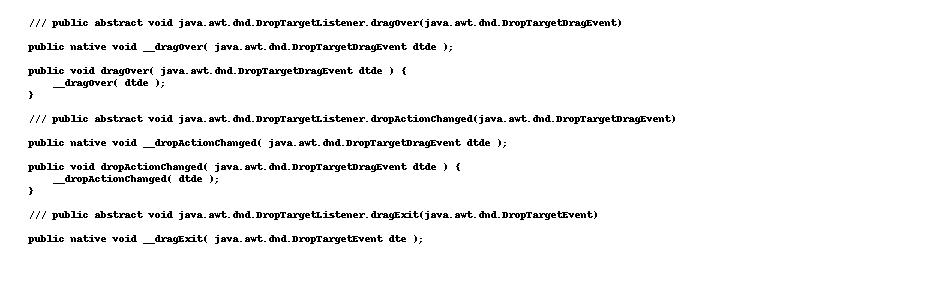 /// public abstract void java.awt.dnd.DropTargetListener.dragOver(java.awt.dnd.DropTargetDragEvent)
public native void __dragOver( java.awt.dnd.DropTargetDragEvent dtde );
public void dragOver( java.awt.dnd.DropTargetDragEvent dtde ) {
    __dragOver( dtde );
}
/// public abstract void java.awt.dnd.DropTargetListener.dropActionChanged(java.awt.dnd.DropTargetDragEvent)
public native void __dropActionChanged( java.awt.dnd.DropTargetDragEvent dtde );
public void dropActionChanged( java.awt.dnd.DropTargetDragEvent dtde ) {
    __dropActionChanged( dtde );
}
/// public abstract void java.awt.dnd.DropTargetListener.dragExit(java.awt.dnd.DropTargetEvent)
public native void __dragExit( java.awt.dnd.DropTargetEvent dte );